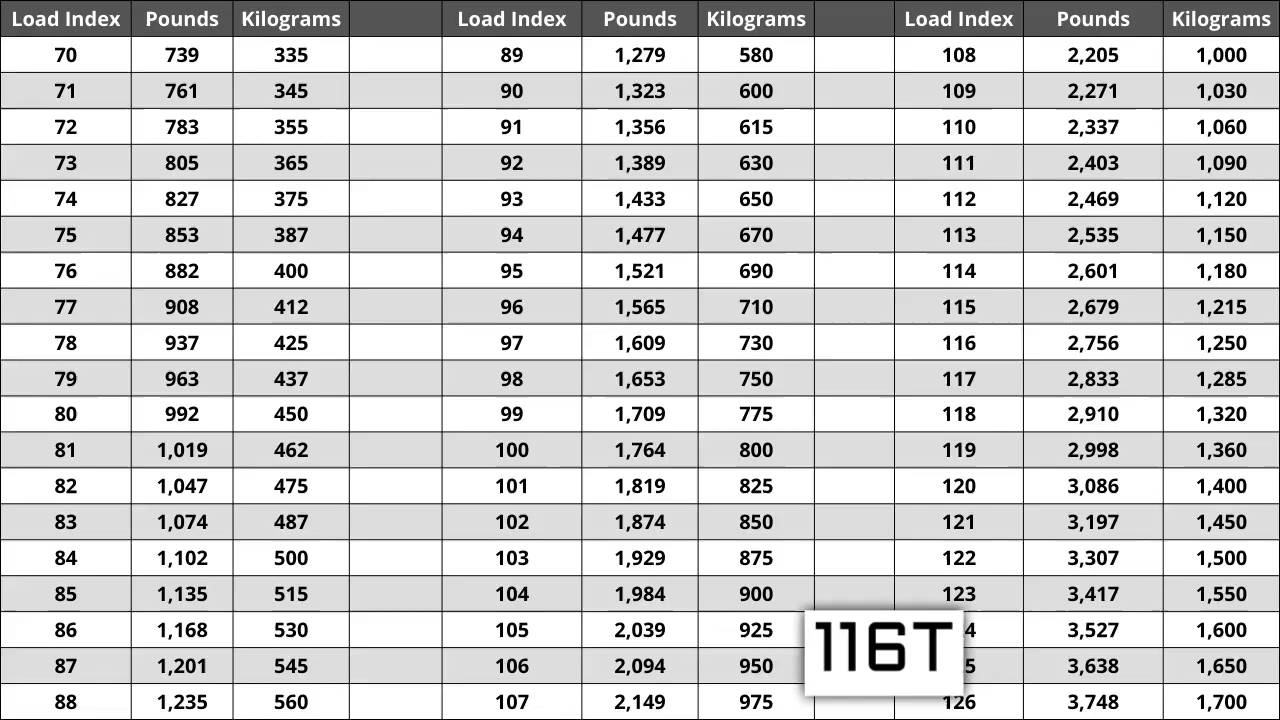 Load Index Pounds Kilograms Load Index Pounds Kilograms Load Index Pounds Kilograms
70 739 335 89 1,279 580 108 2,205 1,000
71 761 345 90 1,323 600 109 2,271 1,030
72 783 355 91 1,356 615 110 2,337 1,060
73 805 365 92 1,389 630 111 2,403 1,090
74 827 375 93 1,433 650 112 2,469 1,120
75 853 387 94 1,477 670 113 2,535 1,150
76 882 400 95 1,521 690 114 2,601 1,180
77 908 412 96 1,565 710 115 2,679 1,215
78 937 425 97 1,609 730 116 2,756 1,250
79 963 437 98 1,653 750 117 2,833 1,285
80 992 450 99 1,709 775 118 2,910 1,320
81 1,019 462 100 1,764 800 119 2,998 1,360
82 1,047 475 101 1,819 825 120 3,086 1,400
83 1,074 487 102 1,874 850 121 3,197 1,450
84 1,102 500 103 1,929 875 122 3,307 1,500
85 1,135 515 104 1,984 900 123 3,417 1,550
86 1,168 530 105 2,039 925 3,527 1,600
87 1,201 545 106 2,094 950 3,638 1,650
88 1,235 560 107 2,149 975 126 3,748 1,700
116T